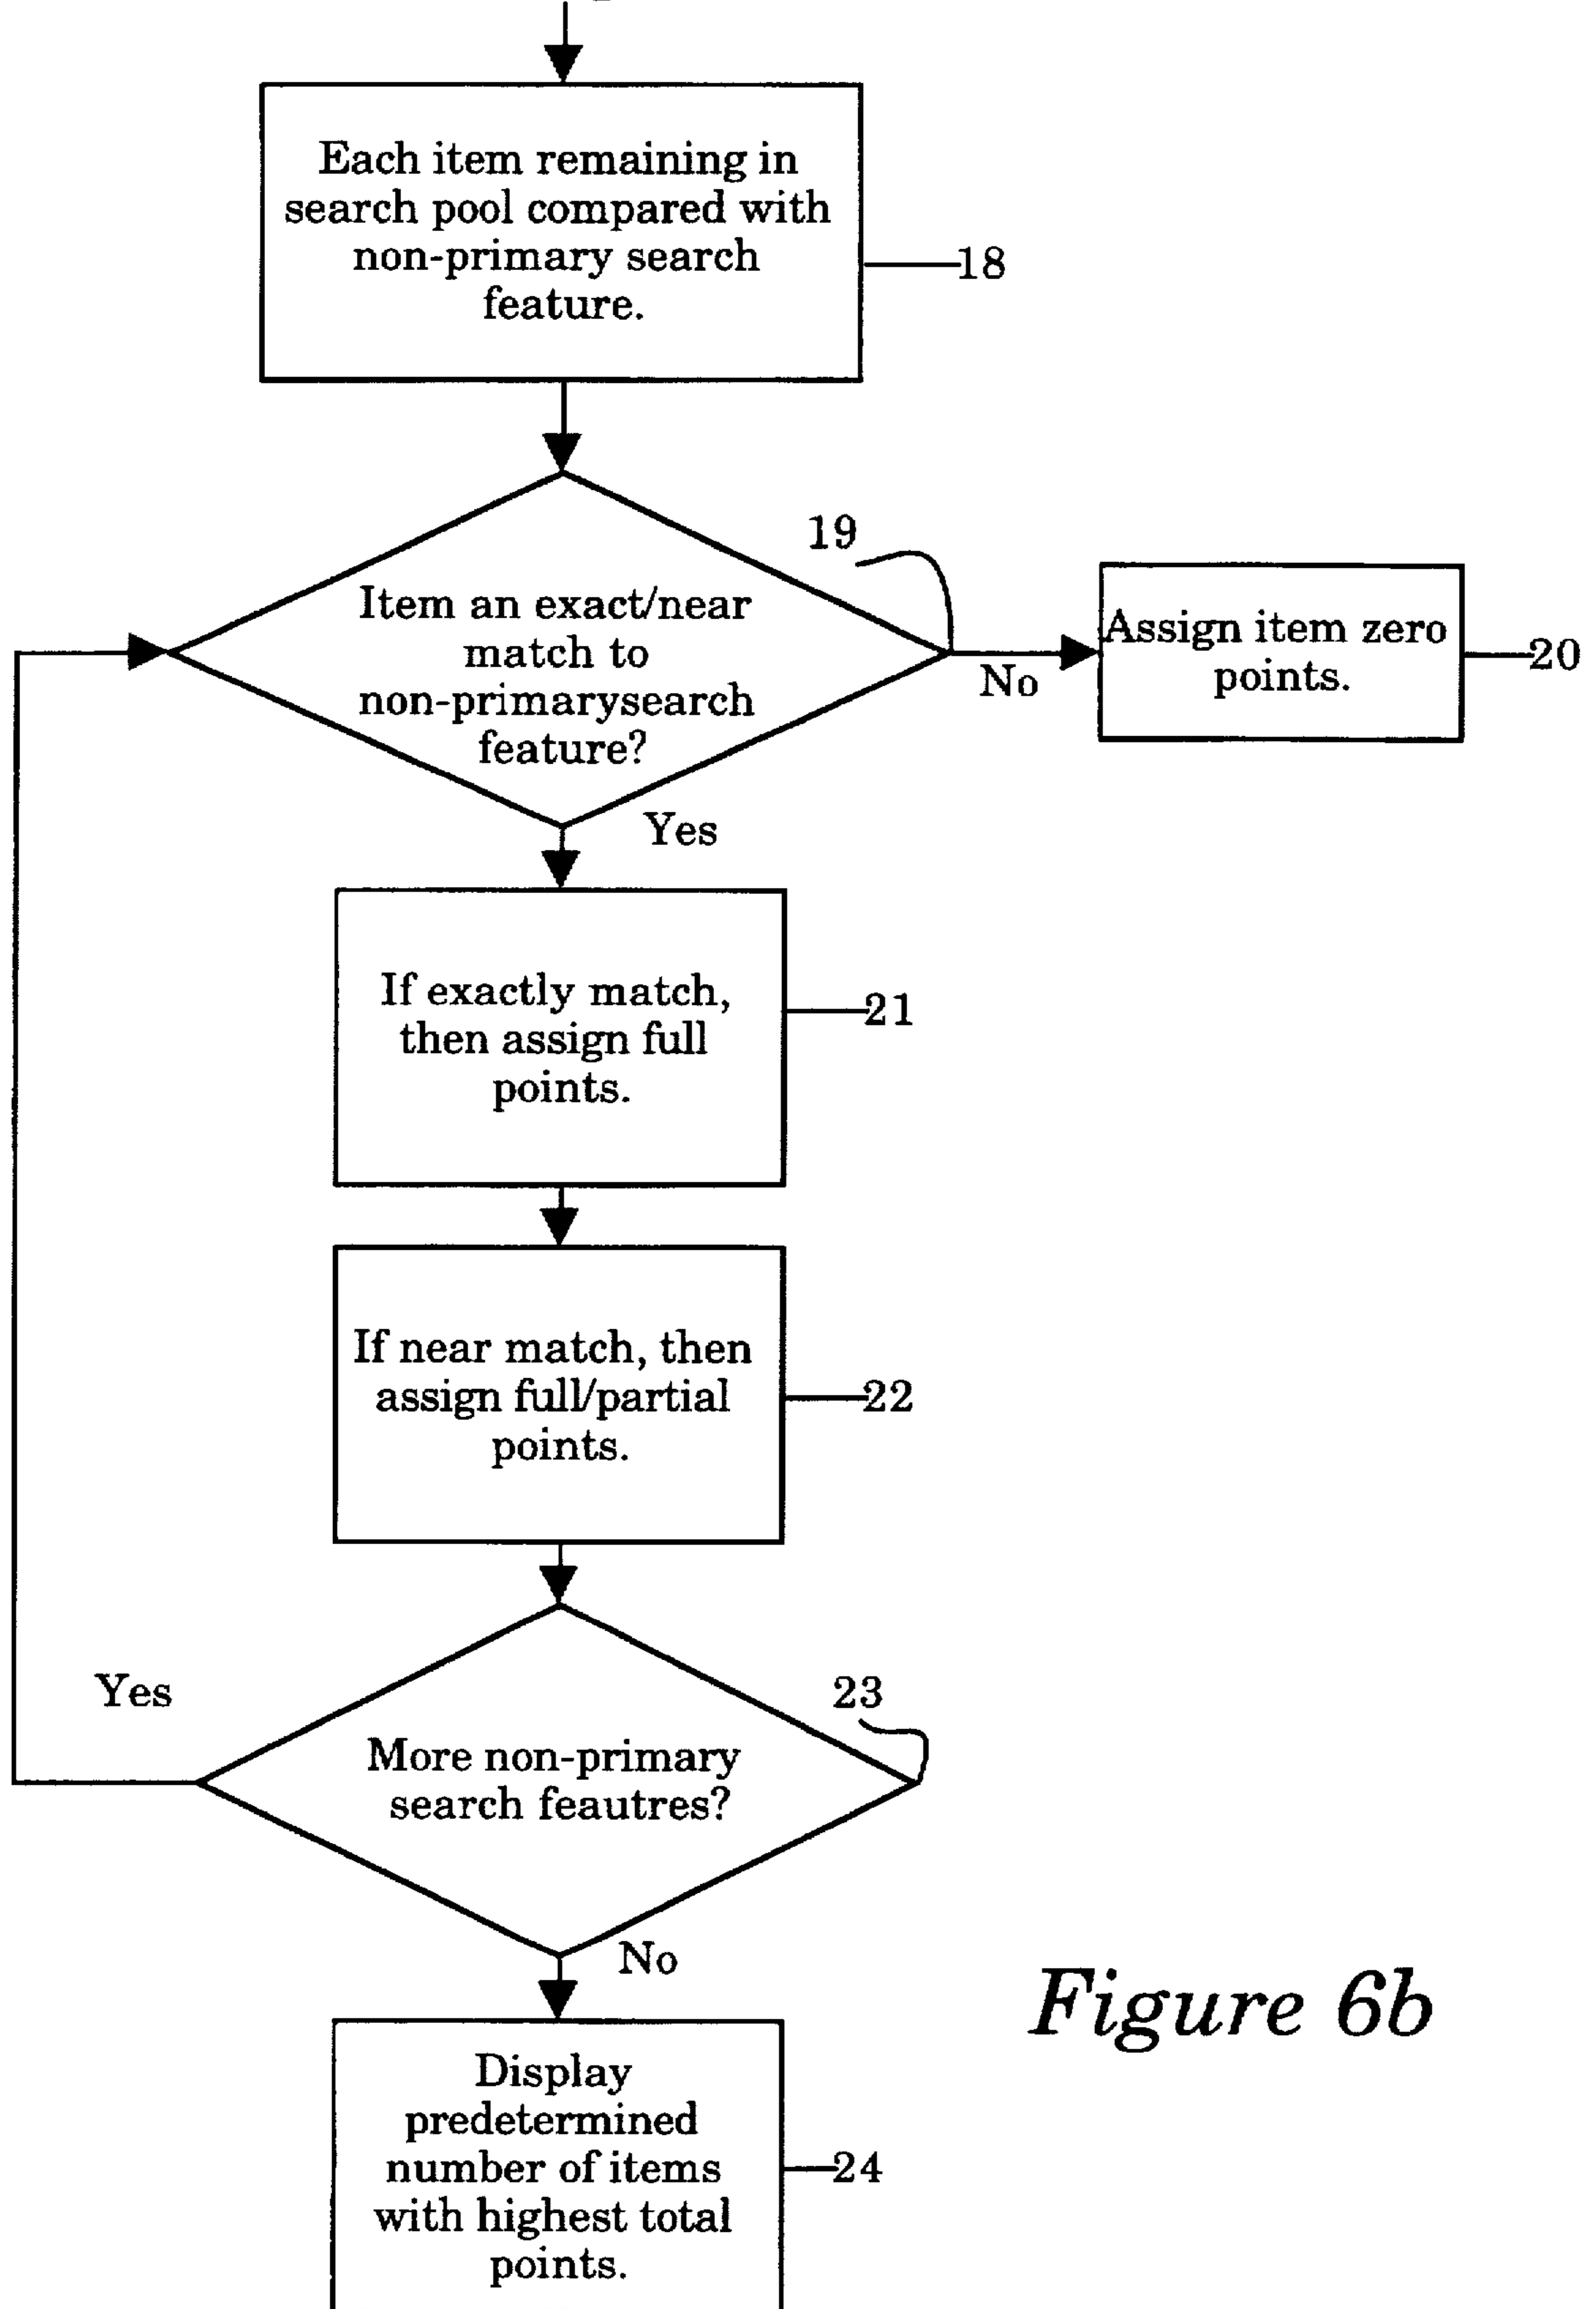 Each item remaining in
search pool compared with
non-primary search
feature.
18
19
Item an exact/near
match to
non-primarysearch
feature?
No
Assign item zero
points.
20
Yes
If exactly match,
then assign full
points.
21
If near match, then
assign full/partial
points.
22
Yes
23
More non-primary
search feautres?
No
Figure 6b
Display
predetermined
number of items
with highest total
points.
24